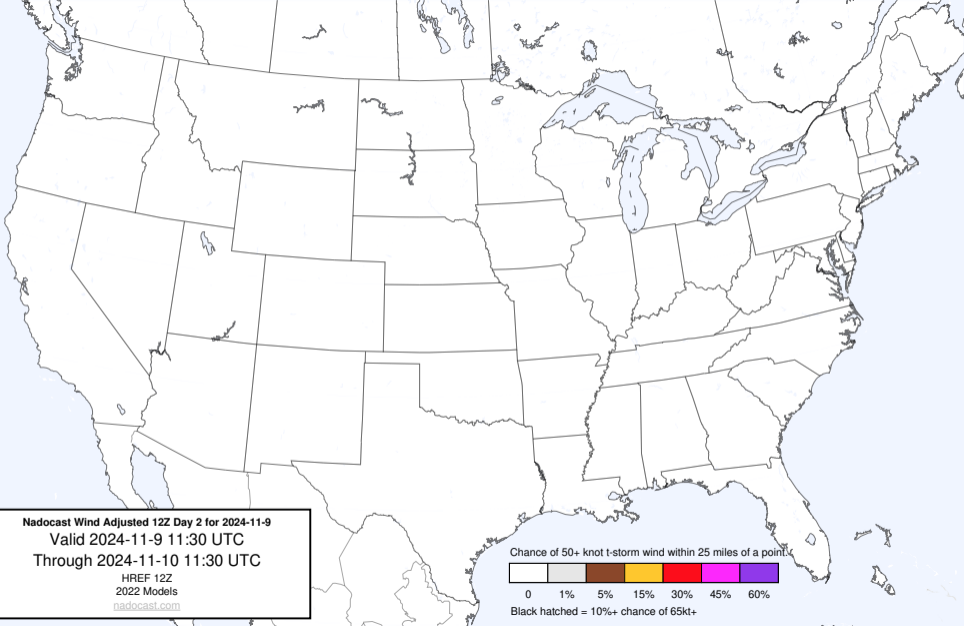 Nadocast Wind Adjusted 12Z Day 2 for 2024-11-9
Valid 2024-11-9 11:30 UTC
Through 2024-11-10 11:30 UTC
HREF 12Z
2022 Models
nadocast.com
Chance of 50+ knot t-storm wind within 25 miles of a point.
0 1% 5% 15% 30% 45% 60%
Black hatched = 10%+ chance of 65kt+